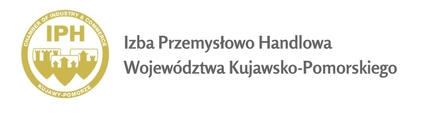 CHAMBER OF INDUSTRY & COMMERCE
IPH
KUJAWY-POMORZE
Izba Przemysłowo Handlowa
Województwa Kujawsko-Pomorskiego